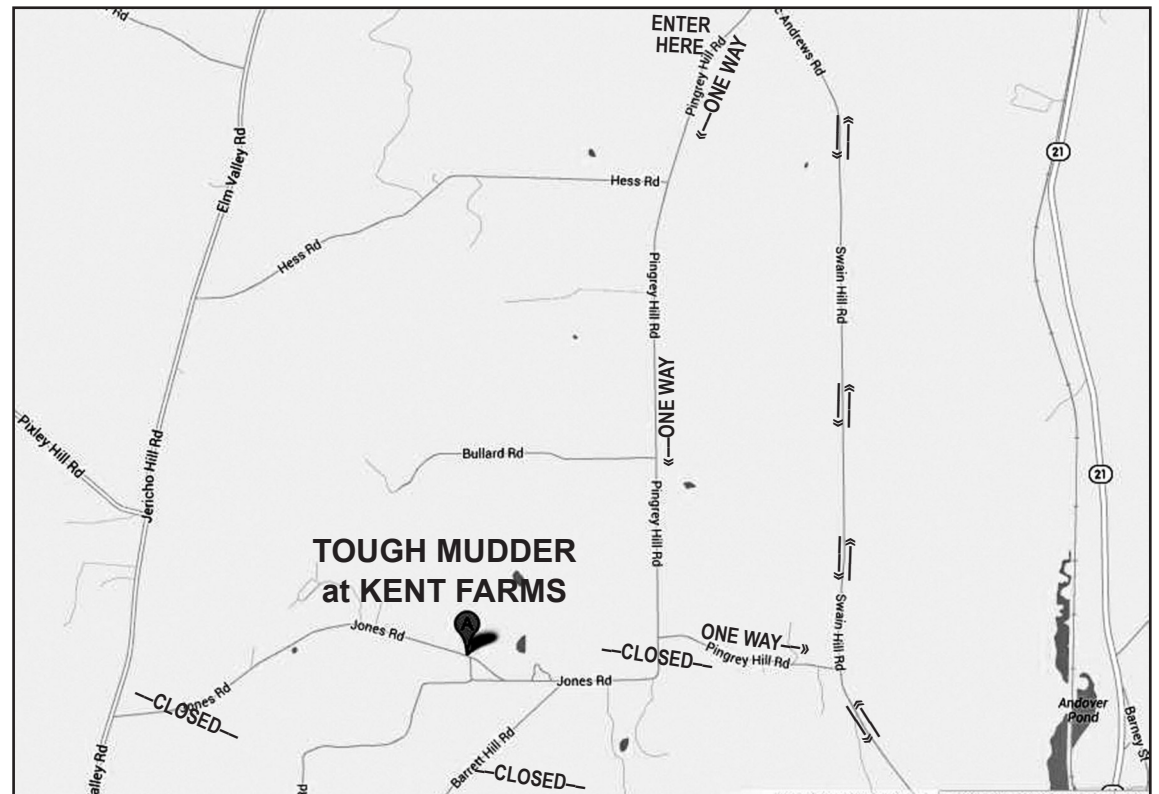 Rd
ENTER
HERE
Pingrey Hill Rd
«—ONE WAY
Andrews Rd
21
Elm Valley Rd
Hess Rd
Hess Rd
Pingrey Hill Rd
Swain Hill Rd
«—ONE WAY
Pixley Hill Rd
Jericho Hill Rd
Bullard Rd
21
Pingrey Hill Rd
TOUGH MUDDER
at KENT FARMS
A
Jones Rd
ONE WAY—»
Pingrey Hill Rd
Swain Hill Rd
—CLOSED—
Jones Rd
Jones Rd
—CLOSED—
Andover
Pond
Barney St
alley Rd
Barrett Hill Rd
—CLOSED—